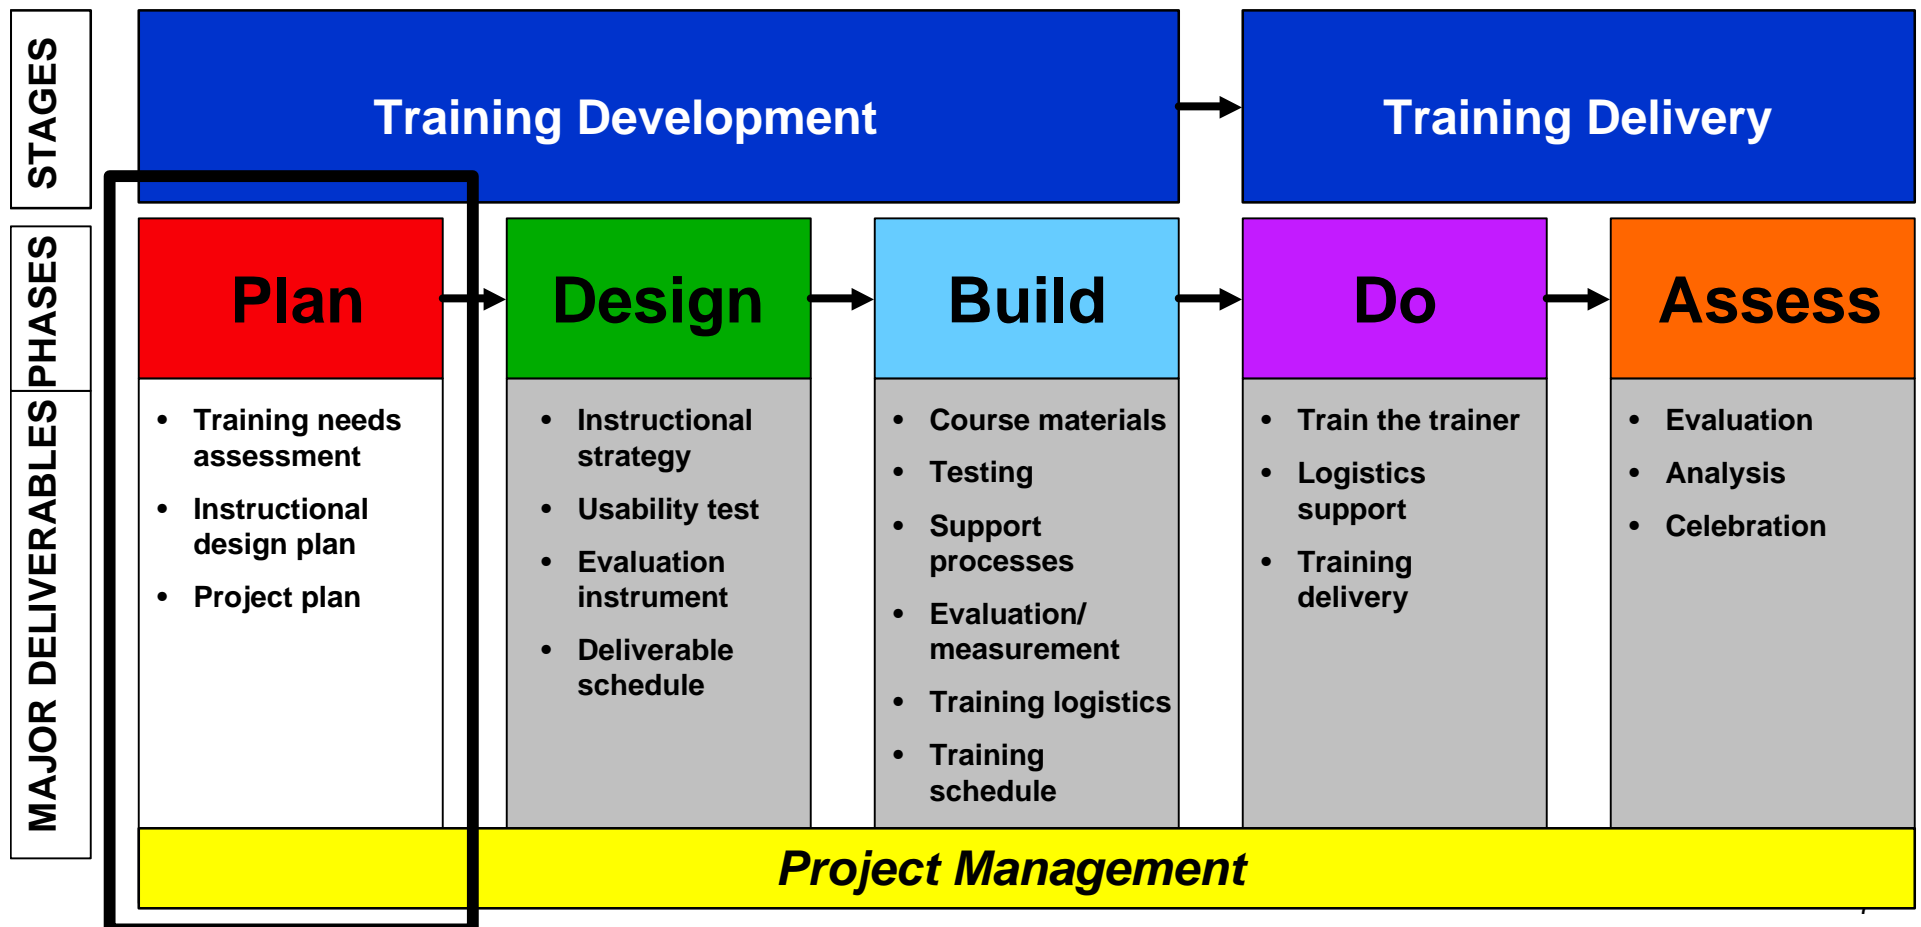 STAGES
Training Development
Training Delivery
PHASES
Plan
Design
Build
Do
Assess
MAJOR DELIVERABLES
• Training needs
assessment
• Instructional
design plan
• Project plan
• Instructional
strategy
• Usability test
• Evaluation
instrument
• Deliverable
schedule
• Course materials
• Testing
• Support
processes
• Evaluation/
measurement
• Training logistics
• Training
schedule
• Train the trainer
• Logistics
support
• Training
delivery
• Evaluation
• Analysis
• Celebration
Project Management